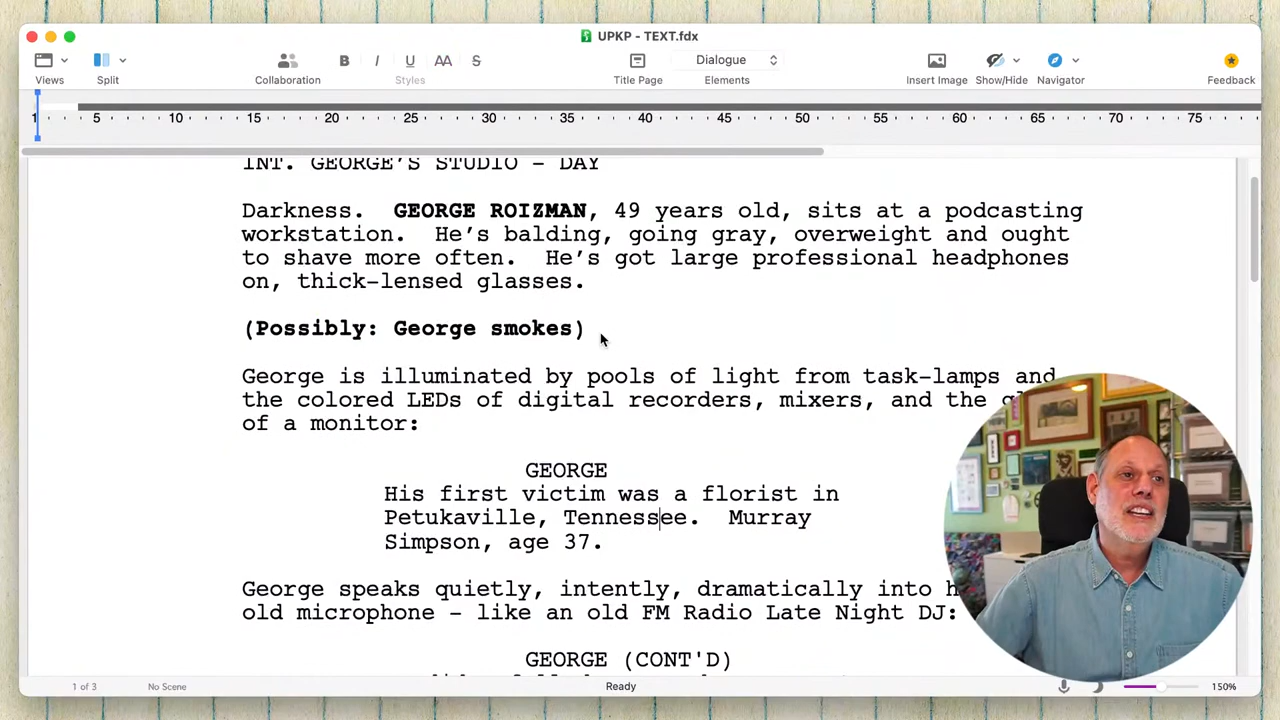 UPKP - TEXT.fdx
Views
Split
Collaboration
B I U AA S
Styles
Title Page
Dialogue
Elements
Insert Image
Show/Hide
Navigator
Feedback
1 5 10 15 20 25 30 35 40 45 50 55 60 65 70 75
INT. GEORGE'S STUDIO - DAY
Darkness. GEORGE ROIZMAN, 49 years old, sits at a podcasting
workstation. He's balding, going gray, overweight and ought
to shave more often. He's got large professional headphones
on, thick-lensed glasses.
(Possibly: George smokes)
George is illuminated by pools of light from task-lamps and
the colored LEDs of digital recorders, mixers, and the
of a monitor:
GEORGE
His first victim was a florist in
Petukaville, Tennessee. Murray
Simpson, age 37.
George speaks quietly, intently, dramatically into
old microphone – like an old FM Radio Late Night DJ:
GEORGE (CONT'D)
1 of 3
No Scene
Ready
150%